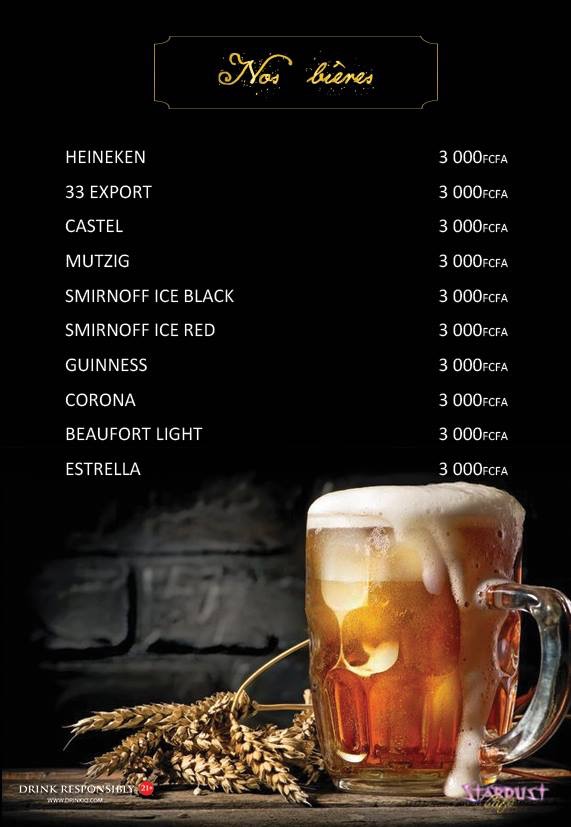 Nos bières
HEINEKEN 3 000FCFA
33 EXPORT 3 000FCFA
CASTEL 3 000FCFA
MUTZIG 3 000FCFA
SMIRNOFF ICE BLACK 3 000FCFA
SMIRNOFF ICE RED 3 000FCFA
GUINNESS 3 000FCFA
CORONA 3 000FCFA
BEAUFORT LIGHT 3 000FCFA
ESTRELLA 3 000FCFA
DRINK RESPONSIBLY 21+
WWW.DRINKIQ.COM
STARDUST